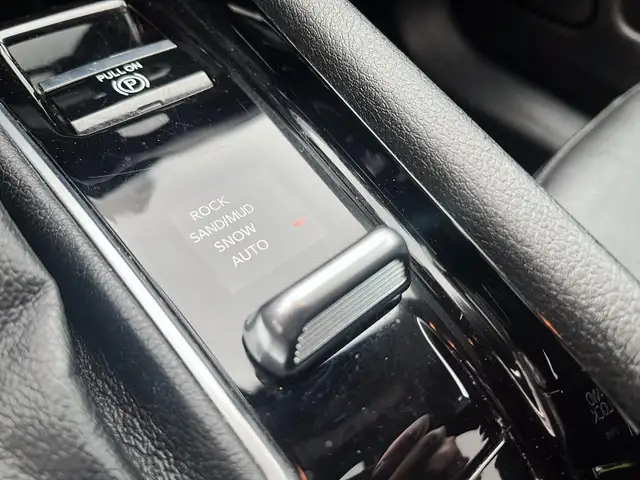 PULL ON
(P)
ROCK
SAND/MUD
SNOW
AUTO